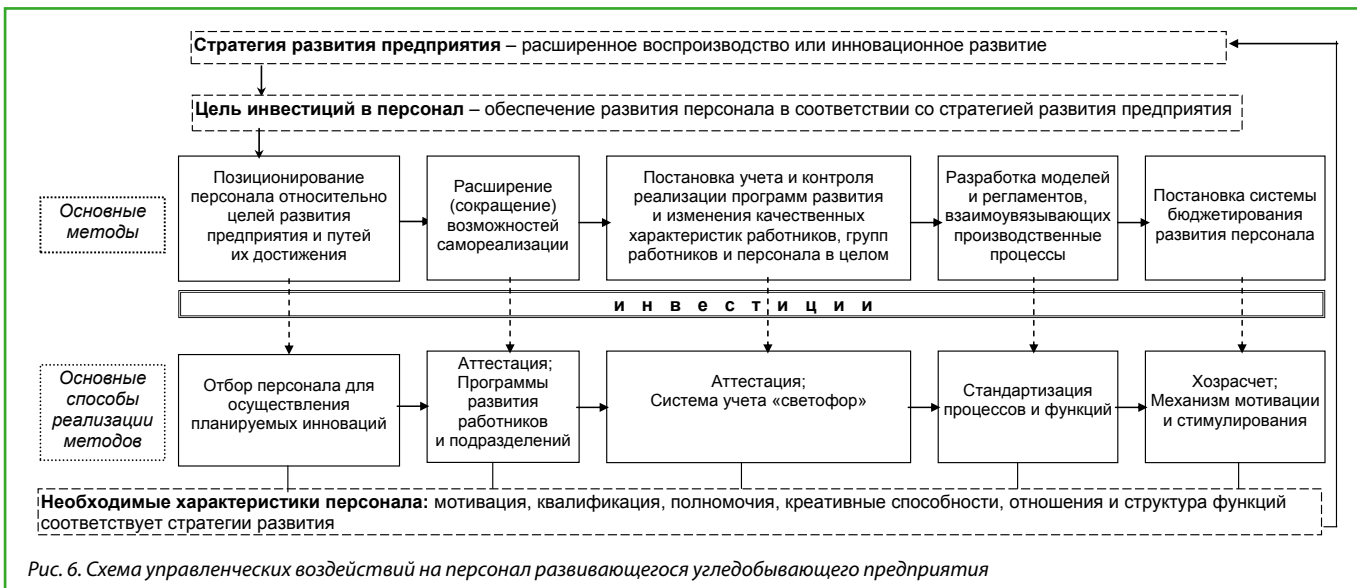 Стратегия развития предприятия – расширенное воспроизводство или инновационное развитие
Цель инвестиций в персонал – обеспечение развития персонала в соответствии со стратегией развития предприятия
Основные
методы
Позиционирование
персонала относительно
целей развития
предприятия и путей
их достижения
Расширение
(сокращение)
возможностей
самореализации
Постановка учета и контроля
реализации программ развития
и изменения качественных
характеристик работников, групп
работников и персонала в целом
Разработка моделей
и регламентов,
взаимоувязывающих
производственные
процессы
Постановка системы
бюджетирования
развития персонала
инвестиции
Основные
способы
реализации
методов
Отбор персонала для
осуществления
планируемых инноваций
Аттестация;
Программы
развития
работников
и подразделений
Аттестация;
Система учета «светофор»
Стандартизация
процессов и функций
Хозрасчет;
Механизм мотивации
и стимулирования
Необходимые характеристики персонала: мотивация, квалификация, полномочия, креативные способности, отношения и структура функций
соответствует стратегии развития
Рис. 6. Схема управленческих воздействий на персонал развивающегося угледобывающего предприятия